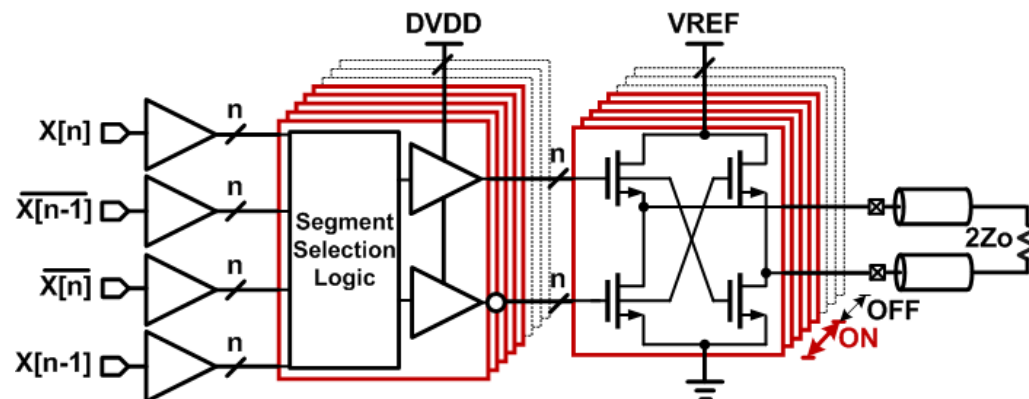 DVDD
VREF
X[n]
n
n
X[n-1]
n
Segment
Selection
Logic
2Zo
X[n]
n
n
OFF
ON
X[n-1]
n